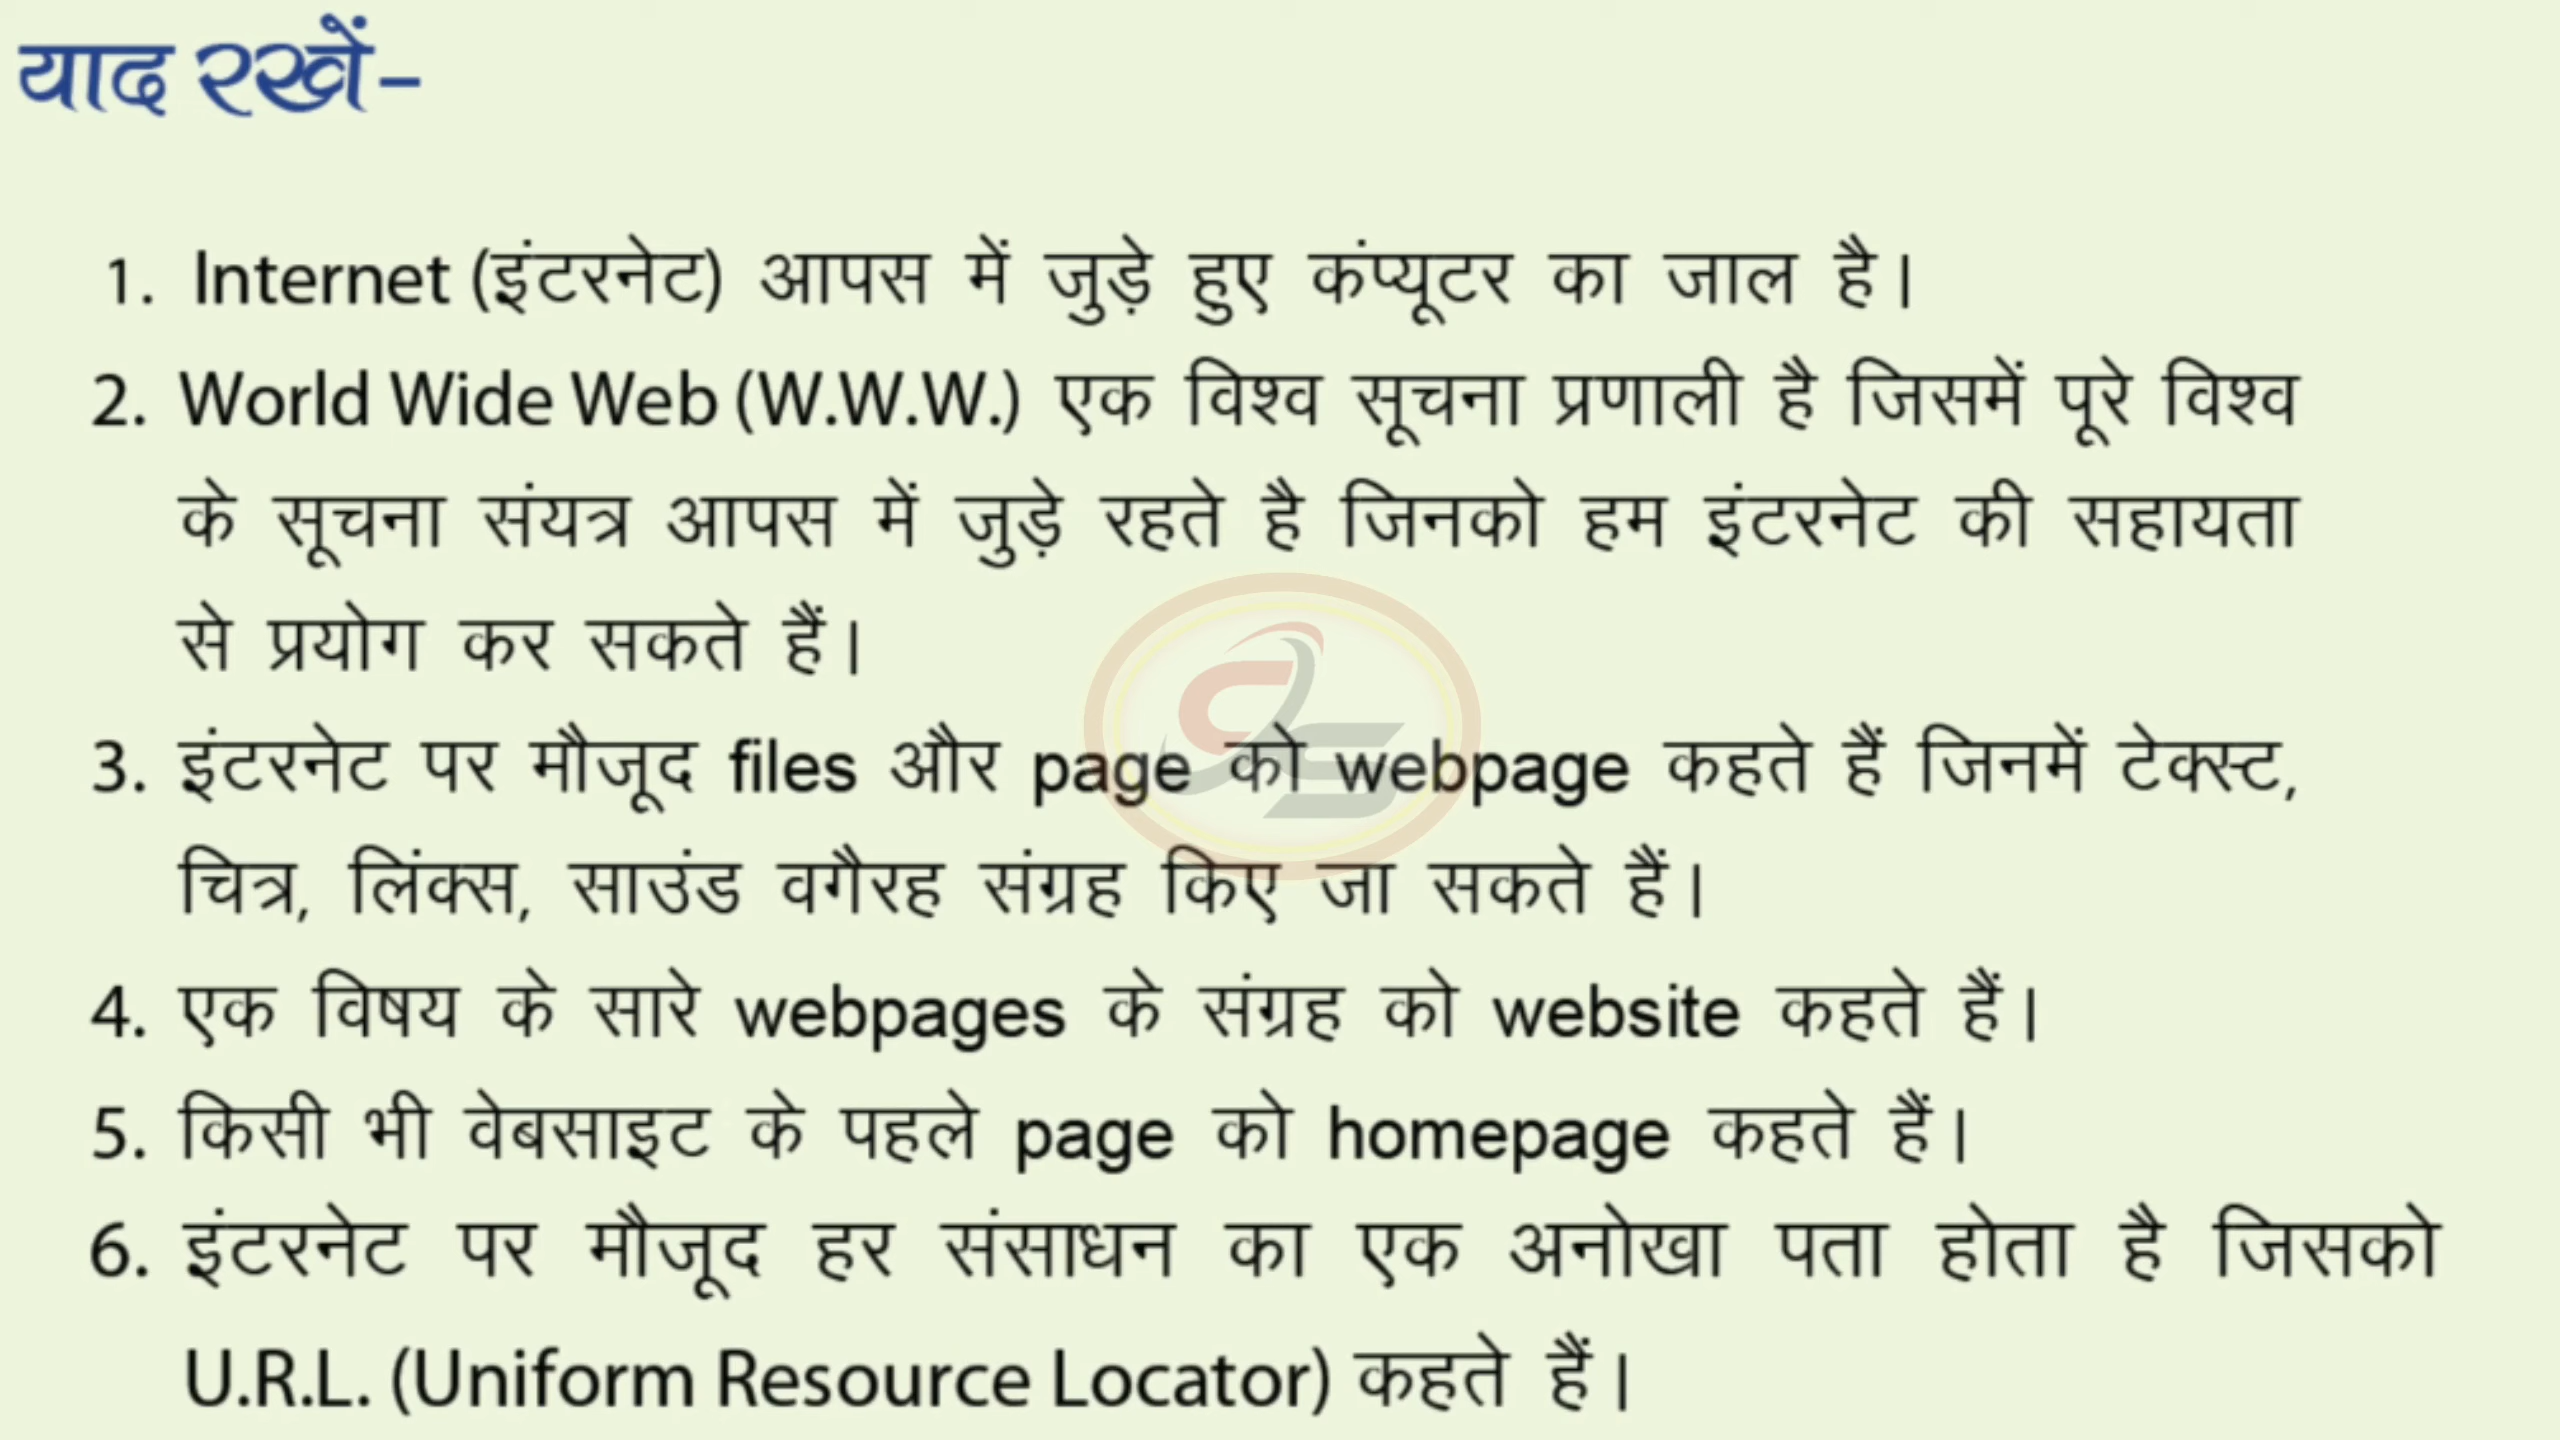 याद रखें–
1. Internet (इंटरनेट) आपस में जुड़े हुए कंप्यूटर का जाल है।
2. World Wide Web (W.W.W.) एक विश्व सूचना प्रणाली है जिसमें पूरे विश्व
के सूचना संयत्र आपस में जुड़े रहते है जिनको हम इंटरनेट की सहायता
से प्रयोग कर सकते हैं।
3. इंटरनेट पर मौजूद files और page को webpage कहते हैं जिनमें टेक्स्ट,
चित्र, लिंक्स, साउंड वगैरह संग्रह किए जा सकते हैं।
4. एक विषय के सारे webpages के संग्रह को website कहते हैं।
5. किसी भी वेबसाइट के पहले page को homepage कहते हैं।
6. इंटरनेट पर मौजूद हर संसाधन का एक अनोखा पता होता है जिसको
U.R.L. (Uniform Resource Locator) कहते हैं।